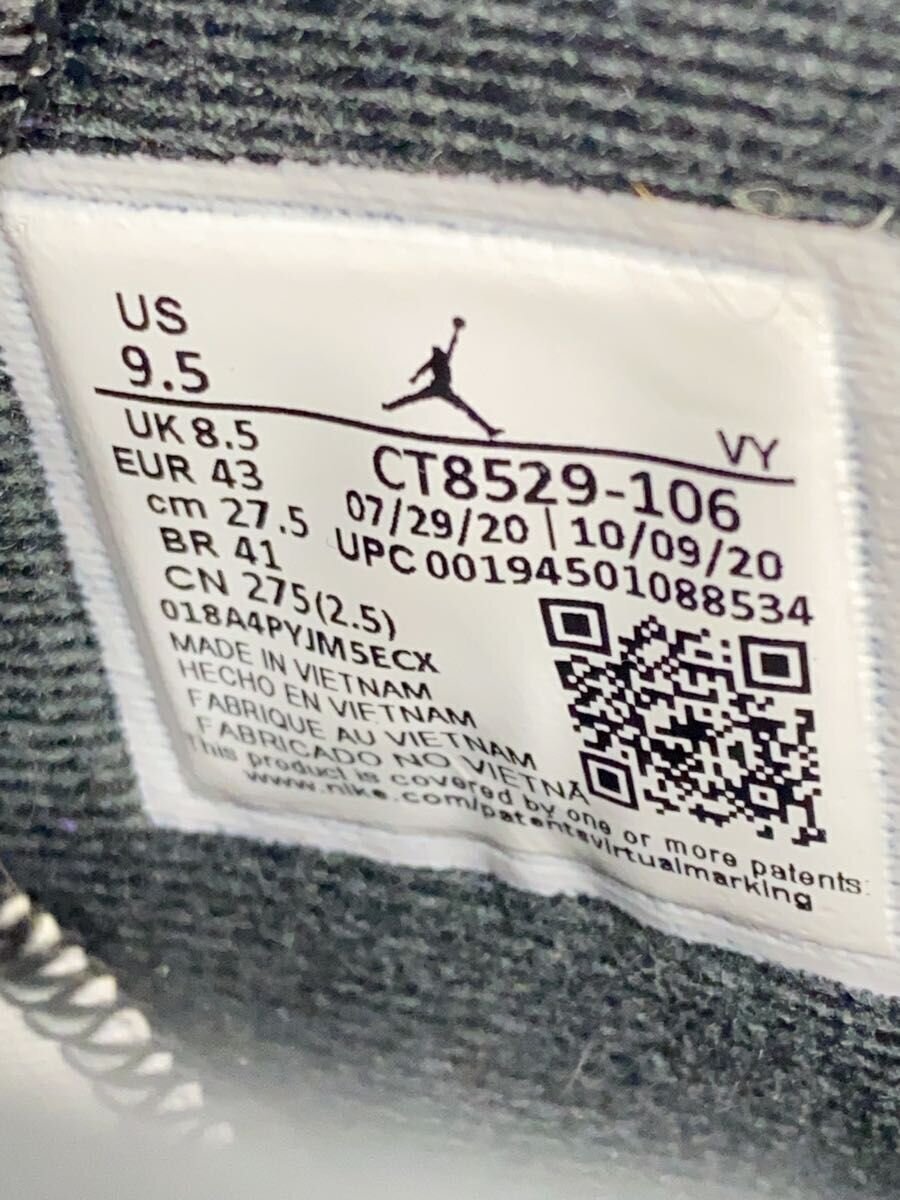 US
9.5
VY
UK 8.5
EUR 43
cm 27.5
BR 41
CN 275(2.5)
CT8529-106
07/29/20 | 10/09/20
UPC 00194501088534
018A4PYJM5ECX
MADE IN VIETNAM
HECHO EN VIETNAM
FABRIQUE AU VIETNAM
FABRICADO NO VIETNÃ
This product is covered by one or more patents:
www.nike.com/patentsvirtualmarking